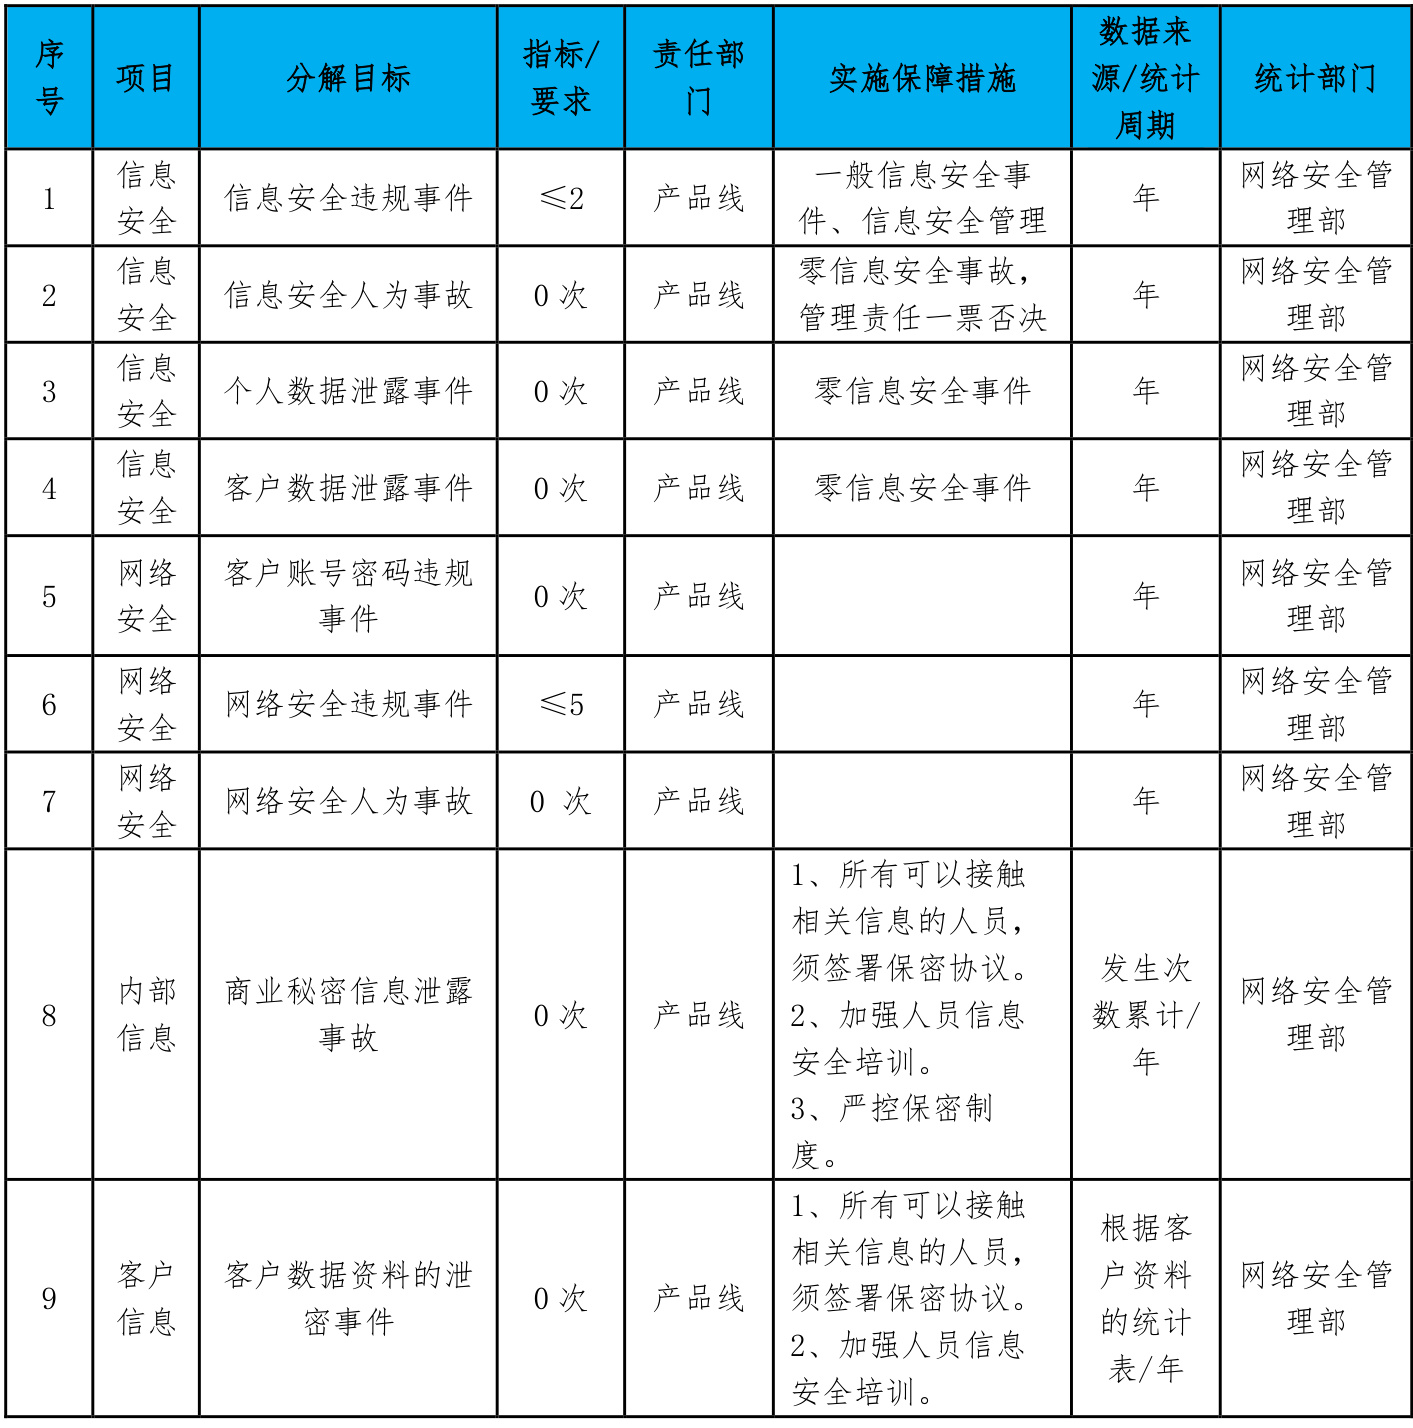 序号 项目 分解目标 指标/要求 责任部门 实施保障措施 数据来源/统计周期 统计部门
1 信息安全 信息安全违规事件 ≤2 产品线 一般信息安全事件、信息安全管理 年 网络安全管理部
2 信息安全 信息安全人为事故 0次 产品线 零信息安全事故，管理责任一票否决 年 网络安全管理部
3 信息安全 个人数据泄露事件 0次 产品线 零信息安全事件 年 网络安全管理部
4 信息安全 客户数据泄露事件 0次 产品线 零信息安全事件 年 网络安全管理部
5 网络安全 客户账号密码违规事件 0次 产品线 年 网络安全管理部
6 网络安全 网络安全违规事件 ≤5 产品线 年 网络安全管理部
7 网络安全 网络安全人为事故 0 次 产品线 年 网络安全管理部
8 内部信息 商业秘密信息泄露事故 0次 产品线
1、所有可以接触
相关信息的人员，
须签署保密协议。
2、加强人员信息
安全培训。
3、严控保密制
度。
发生次数累计/年 网络安全管理部
9 客户信息 客户数据资料的泄密事件 0次 产品线
1、所有可以接触
相关信息的人员，
须签署保密协议。
2、加强人员信息
安全培训。
根据客户资料的统计表/年 网络安全管理部